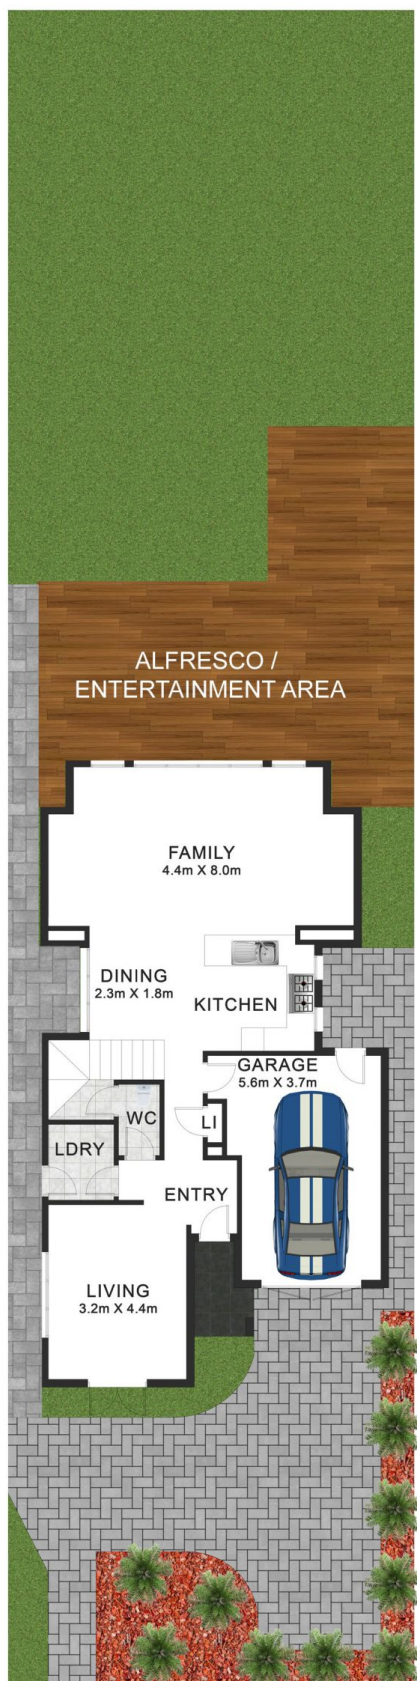 ALFRESCO /
ENTERTAINMENT AREA
FAMILY
4.4m X 8.0m
DINING
2.3m X 1.8m
KITCHEN
GARAGE
5.6m X 3.7m
WC
LI
LDRY
ENTRY
LIVING
3.2m X 4.4m